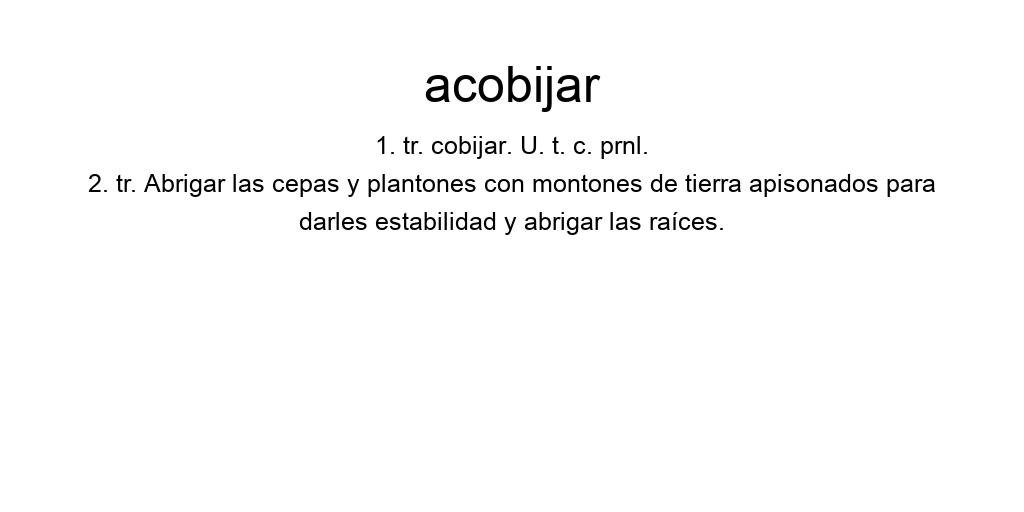 acobijar
1. tr. cobijar. U. t. c. prnl.
2. tr. Abrigar las cepas y plantones con montones de tierra apisonados para
darles estabilidad y abrigar las raíces.